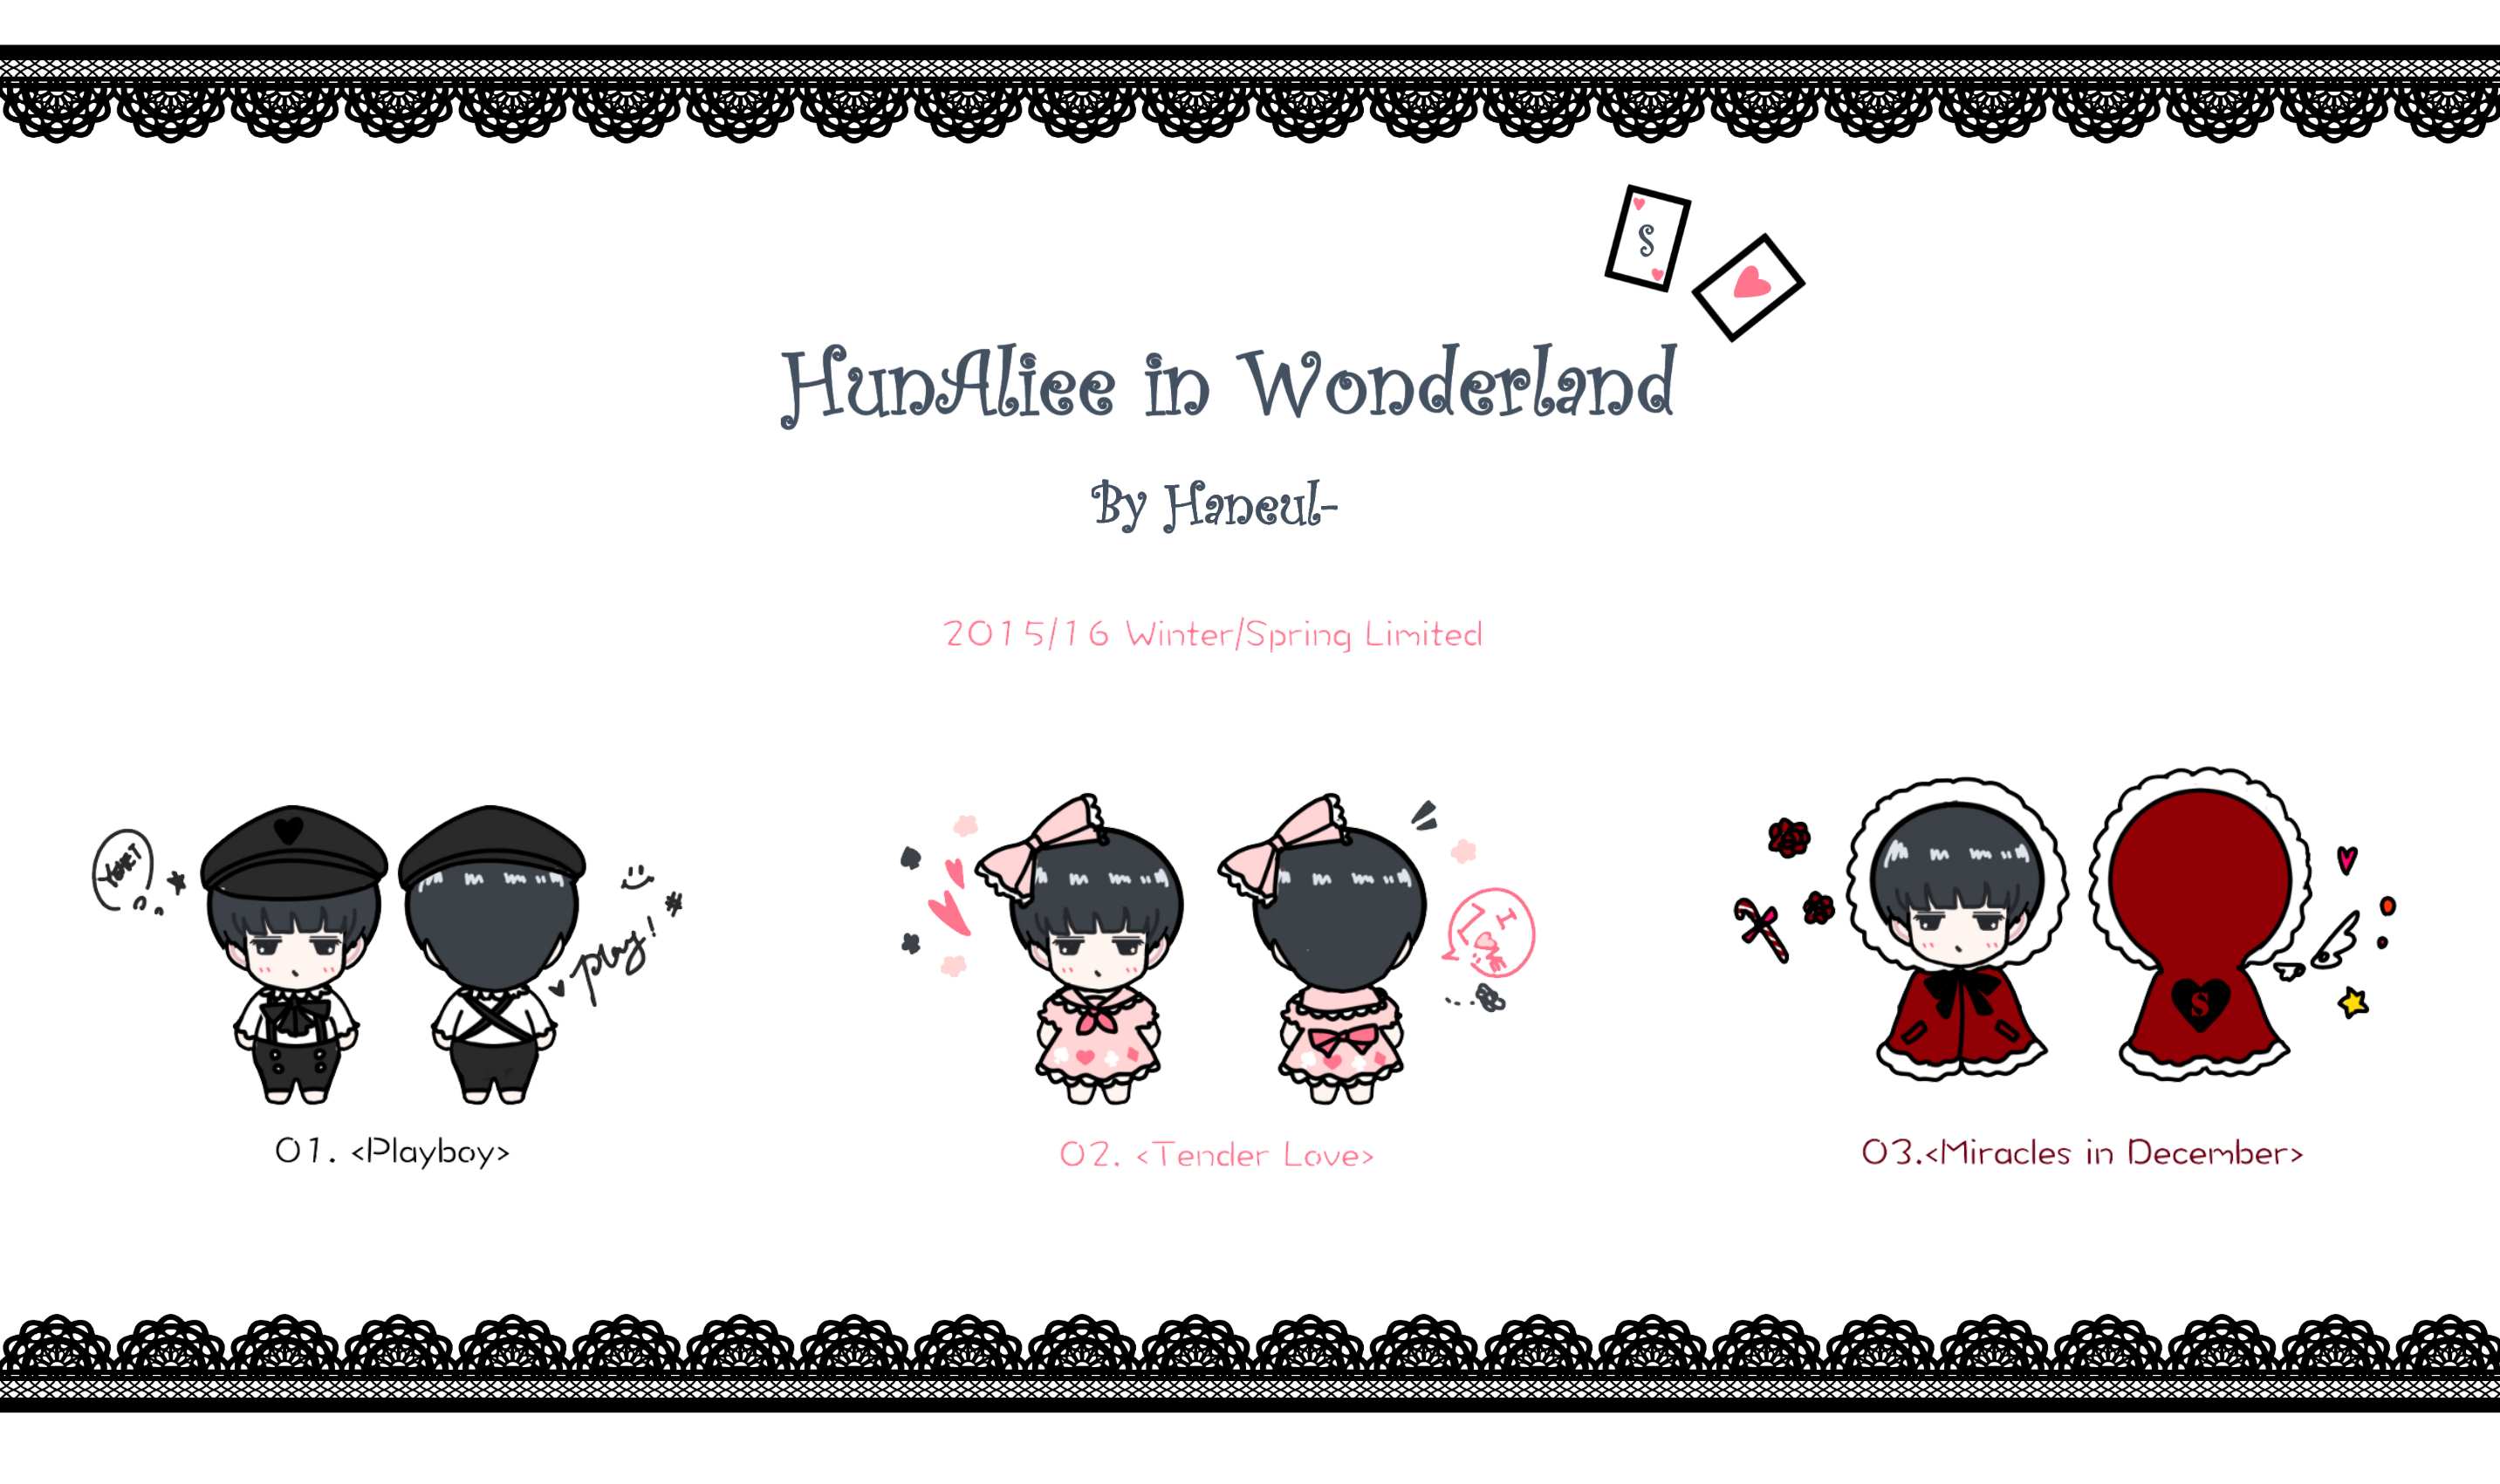 S
HunAliee in Wonderland
By Haneul-
2015/16 Winter/Spring Limited
play!
I
LOVE
S
01. <Playboy>
02. <Tender Love>
03.<Miracles in December>